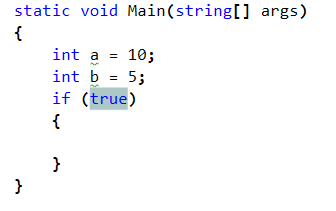 static void Main(string[] args)
{
    int a = 10;
    int b = 5;
    if (true)
    {
    }
}